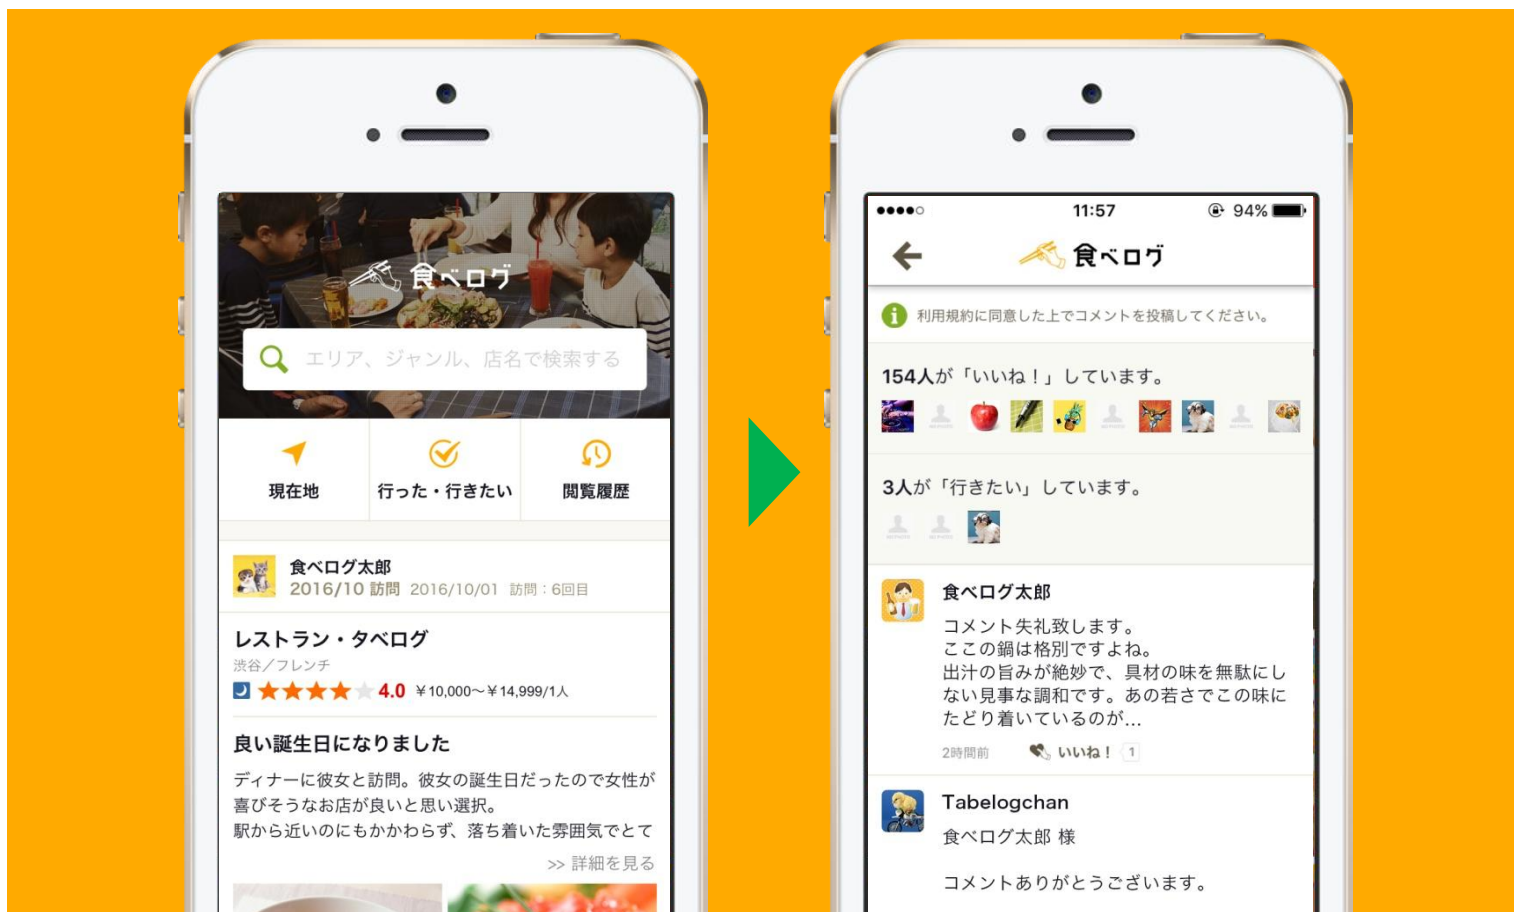 食べログ
エリア、ジャンル、店名で検索する
現在地
行った・行きたい
閲覧履歴
食べログ太郎
2016/10 訪問 2016/10/01 訪問：6回目
レストラン・タベログ
渋谷／フレンチ
4.0 ￥10,000～￥14,999/1人
良い誕生日になりました
ディナーに彼女と訪問。彼女の誕生日だったので女性が
喜びそうなお店が良いと思い選択。
駅から近いのにもかかわらず、落ち着いた雰囲気でとて
>> 詳細を見る
11:57
94%
食べログ
利用規約に同意した上でコメントを投稿してください。
154人が「いいね！」しています。
3人が「行きたい」しています。
食べログ太郎
コメント失礼致します。
ここの鍋は格別ですよね。
出汁の旨みが絶妙で、具材の味を無駄にし
ない見事な調和です。あの若さでこの味に
たどり着いているのが...
2時間前 いいね！ 1
Tabelogchan
食べログ太郎 様
コメントありがとうございます。